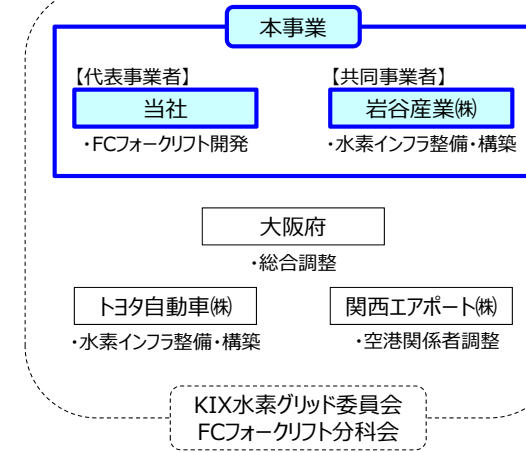 本事業
【代表事業者】
【共同事業者】
当社
岩谷産業㈱
・FCフォークリフト開発
・水素インフラ整備・構築
大阪府
・総合調整
トヨタ自動車㈱
関西エアポート㈱
・水素インフラ整備・構築
・空港関係者調整
KIX水素グリッド委員会
FCフォークリフト分科会